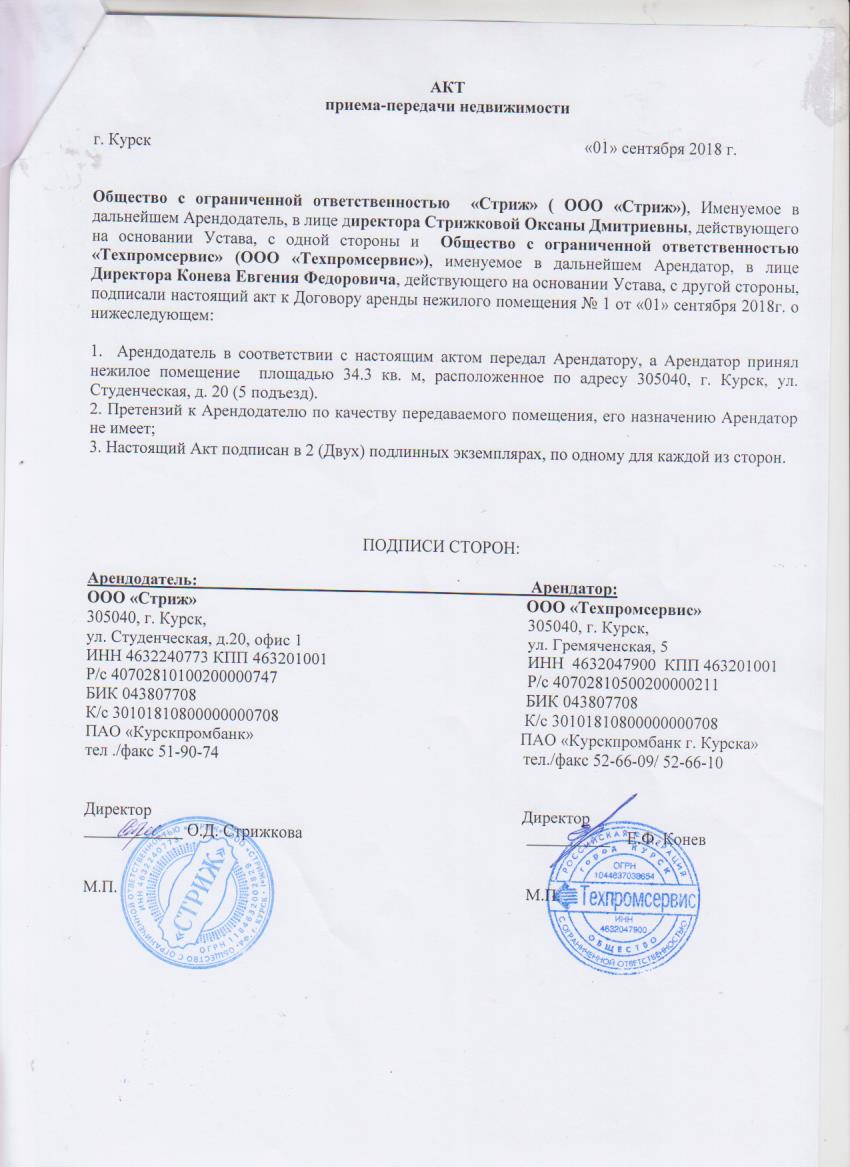 АКТ
приема-передачи недвижимости
г. Курск
«01» сентября 2018 г.
Общество с ограниченной ответственностью «Стриж» ( ООО «Стриж»), Именуемое в
дальнейшем Арендодатель, в лице директора Стрижковой Оксаны Дмитриевны, действующего
на основании Устава, с одной стороны и Общество с ограниченной ответственностью
«Техпромсервис» (ООО «Техпромсервис»), именуемое в дальнейшем Арендатор, в лице
Директора Конева Евгения Федоровича, действующего на основании Устава, с другой стороны,
подписали настоящий акт к Договору аренды нежилого помещения № 1 от «01» сентября 2018г. о
нижеследующем:
1. Арендодатель в соответствии с настоящим актом передал Арендатору, а Арендатор принял
нежилое помещение площадью 34.3 кв. м, расположенное по адресу 305040, г. Курск, ул.
Студенческая, д. 20 (5 подъезд).
2. Претензий к Арендодателю по качеству передаваемого помещения, его назначению Арендатор
не имеет;
3. Настоящий Акт подписан в 2 (Двух) подлинных экземплярах, по одному для каждой из сторон.
ПОДПИСИ СТОРОН:
Арендодатель:
ООО «Стриж»
305040, г. Курск,
ул. Студенческая, д.20, офис 1
ИНН 4632240773 КПП 463201001
Р/с 40702810100200000747
БИК 043807708
К/с 30101810800000000708
ПАО «Курскпромбанк»
тел ./факс 51-90-74
Директор
О.Д. Стрижкова
М.П.
«СТРИЖ»
Арендатор:
ООО «Техпромсервис»
305040, г. Курск,
ул. Гремяченская, 5
ИНН 4632047900 КПП 463201001
Р/с 40702810500200000211
БИК 043807708
К/с 30101810800000000708
ПАО «Курскпромбанк г. Курска»
тел./факс 52-66-09/ 52-66-10
Директор
Е.Ф. Конев
М.П.
РОССИЙСКАЯ ФЕДЕРАЦИЯ
город КУРСК
ОГРН
1044637038654
Техпромсервис
ИНН
4632047900
ОБЩЕСТВО
С ОГРАНИЧЕННОЙ ОТВЕТСТВЕННОСТЬЮ